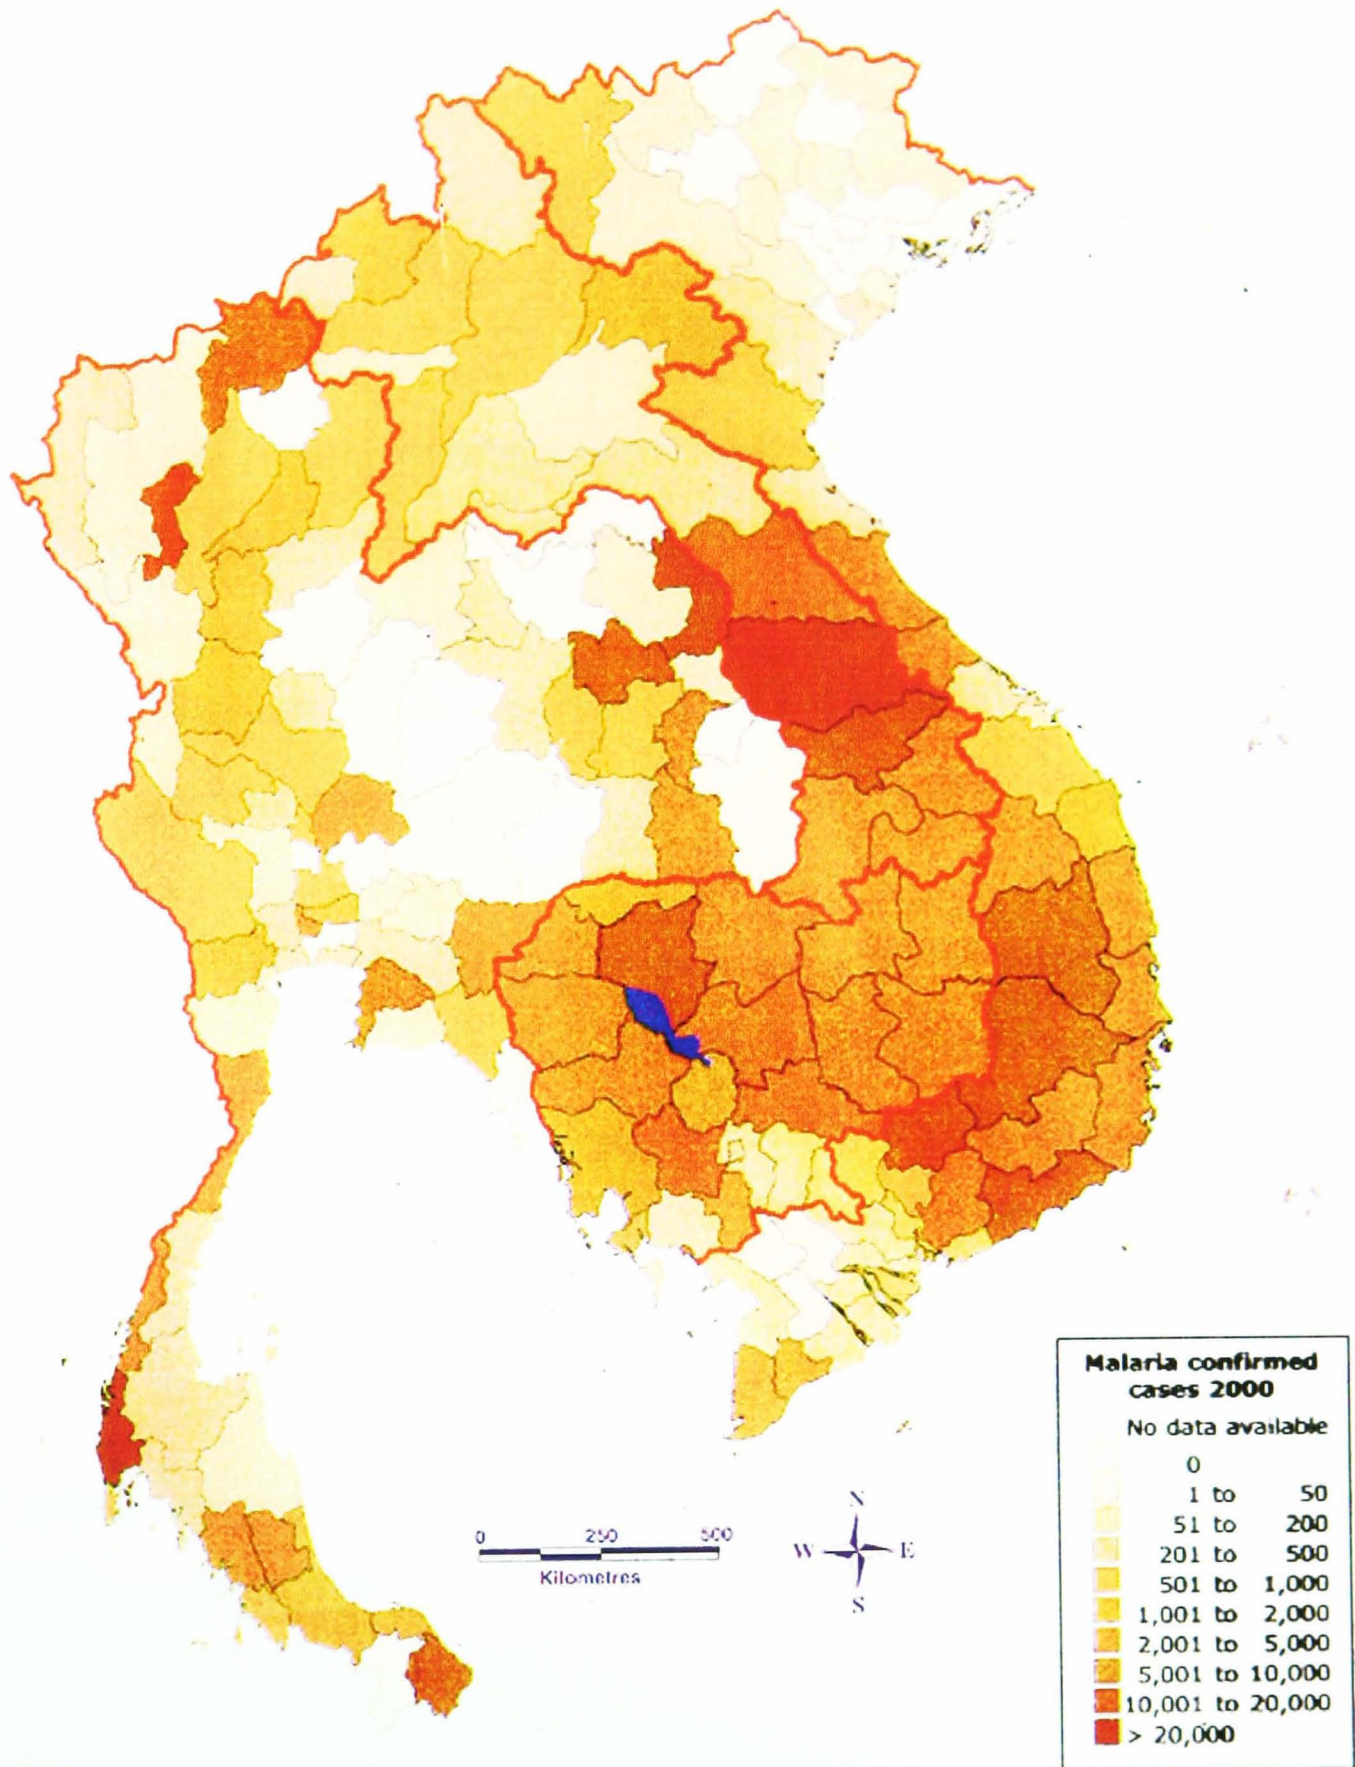 Malaria confirmed
cases 2000
No data available
0
1 to 50
51 to 200
201 to 500
501 to 1,000
1,001 to 2,000
2,001 to 5,000
5,001 to 10,000
10,001 to 20,000
> 20,000
0 250 500
Kilometres
N
W E
S